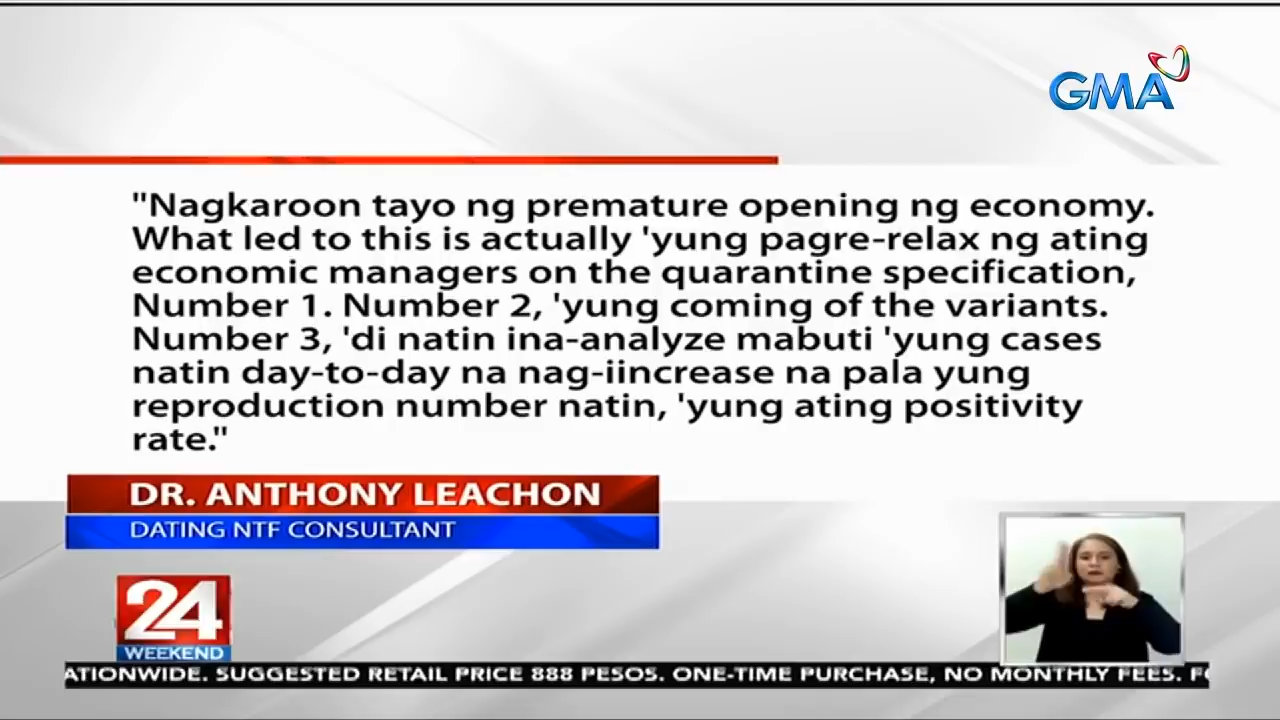 GMA
"Nagkaroon tayo ng premature opening ng economy.
What led to this is actually 'yung pagre-relax ng ating
economic managers on the quarantine specification,
Number 1. Number 2, 'yung coming of the variants.
Number 3, 'di natin ina-analyze mabuti 'yung cases
natin day-to-day na nag-iincrease na pala yung
reproduction number natin, 'yung ating positivity
rate."
DR. ANTHONY LEACHON
DATING NTF CONSULTANT
24
WEEKEND
ATIONWIDE. SUGGESTED RETAIL PRICE 888 PESOS. ONE-TIME PURCHASE, NO MONTHLY FEES.